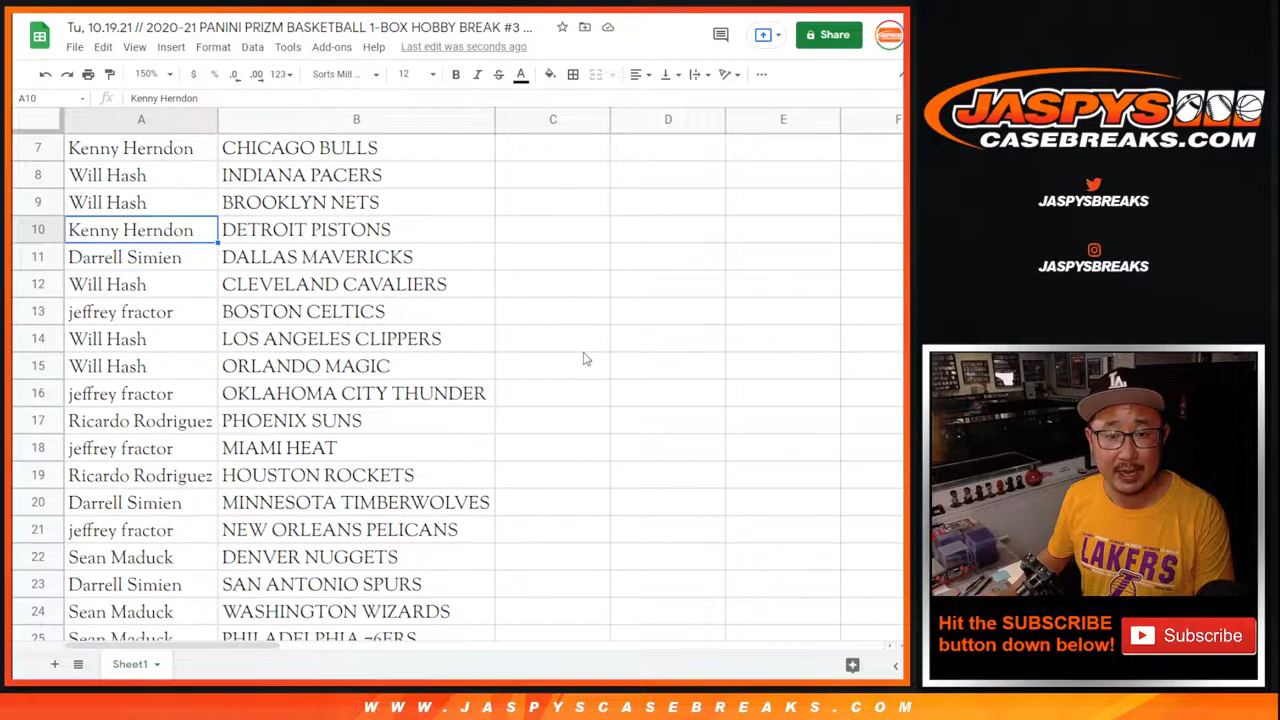 Tu, 10.19.21 // 2020-21 PANINI PRIZM BASKETBALL 1-BOX HOBBY BREAK #3 ...
File Edit View Insert Format Data Tools Add-ons Help Last edit was seconds ago
Share
150% $ % .0 .00 123 Sorts Mill ... 12 B I S A
A10 fx Kenny Herndon
A B C D E F
7 Kenny Herndon CHICAGO BULLS
8 Will Hash INDIANA PACERS
9 Will Hash BROOKLYN NETS
10 Kenny Herndon DETROIT PISTONS
11 Darrell Simien DALLAS MAVERICKS
12 Will Hash CLEVELAND CAVALIERS
13 jeffrey fractor BOSTON CELTICS
14 Will Hash LOS ANGELES CLIPPERS
15 Will Hash ORLANDO MAGIC
16 jeffrey fractor OKLAHOMA CITY THUNDER
17 Ricardo Rodriguez PHOENIX SUNS
18 jeffrey fractor MIAMI HEAT
19 Ricardo Rodriguez HOUSTON ROCKETS
20 Darrell Simien MINNESOTA TIMBERWOLVES
21 jeffrey fractor NEW ORLEANS PELICANS
22 Sean Maduck DENVER NUGGETS
23 Darrell Simien SAN ANTONIO SPURS
24 Sean Maduck WASHINGTON WIZARDS
25 Sean Maduck PHILADELPHIA 76ERS
Sheet1
JASPYS
CASEBREAKS.COM
JASPYSBREAKS
JASPYSBREAKS
LA
LAKERS
Hit the SUBSCRIBE
button down below!
Subscribe
WWW.JASPYSCASEBREAKS.COM